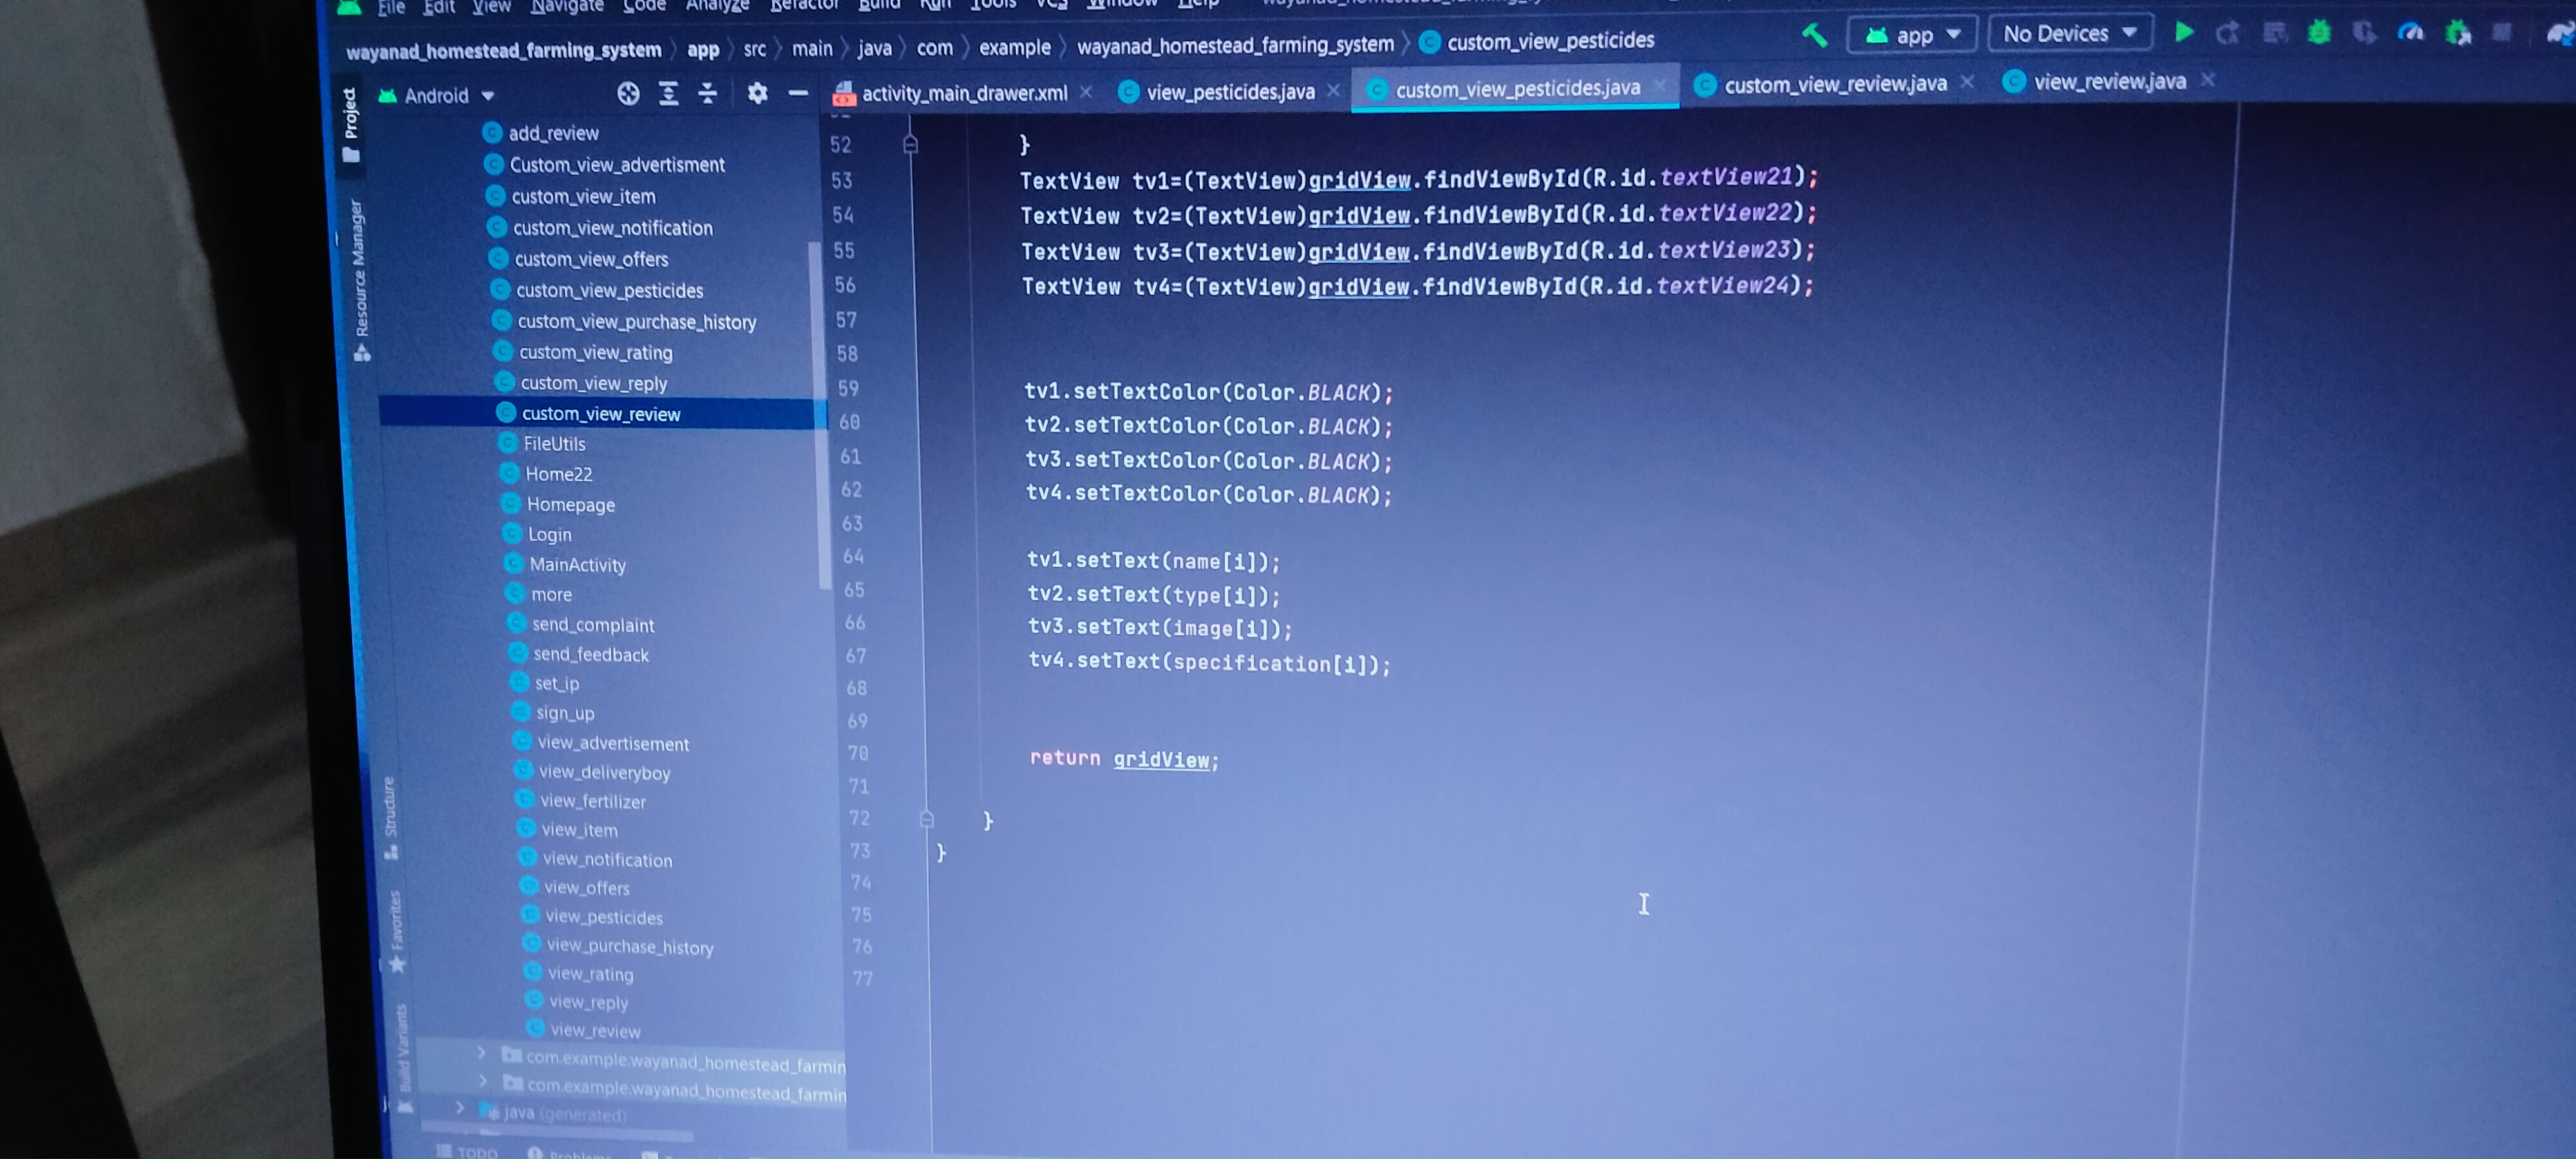 File Edit View Navigate Code Analyze Refactor Build Run Tools VCS Window Help
wayanad_homestead_farming_system app src main java com example wayanad_homestead_farming_system custom_view_pesticides
app No Devices
Android
activity_main_drawer.xml view_pesticides.java custom_view_pesticides.java custom_view_review.java view_review.java
Project
Resource Manager
Structure
Favorites
Build Variants
add_review
Custom_view_advertisment
custom_view_item
custom_view_notification
custom_view_offers
custom_view_pesticides
custom_view_purchase_history
custom_view_rating
custom_view_reply
custom_view_review
FileUtils
Home22
Homepage
Login
MainActivity
more
send_complaint
send_feedback
set_ip
sign_up
view_advertisement
view_deliveryboy
view_fertilizer
view_item
view_notification
view_offers
view_pesticides
view_purchase_history
view_rating
view_reply
view_review
com.example.wayanad_homestead_farmin
com.example.wayanad_homestead_farmin
java (generated)
52 }
53 TextView tv1=(TextView)gridView.findViewById(R.id.textView21);
54 TextView tv2=(TextView)gridView.findViewById(R.id.textView22);
55 TextView tv3=(TextView)gridView.findViewById(R.id.textView23);
56 TextView tv4=(TextView)gridView.findViewById(R.id.textView24);
57
58
59 tv1.setTextColor(Color.BLACK);
60 tv2.setTextColor(Color.BLACK);
61 tv3.setTextColor(Color.BLACK);
62 tv4.setTextColor(Color.BLACK);
63
64 tv1.setText(name[i]);
65 tv2.setText(type[i]);
66 tv3.setText(image[i]);
67 tv4.setText(specification[i]);
68
69
70 return gridView;
71
72 }
73 }
74
75
76
77
TODO Problems